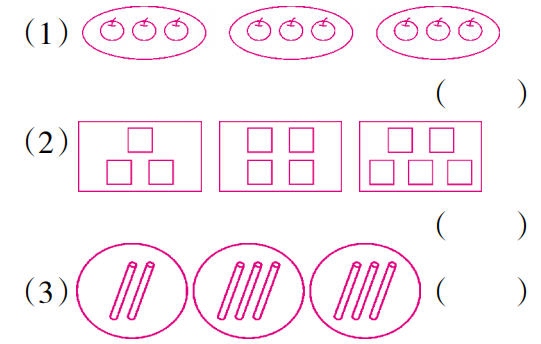 (1)
(　　)
(2)
(　　)
(3) (　　)